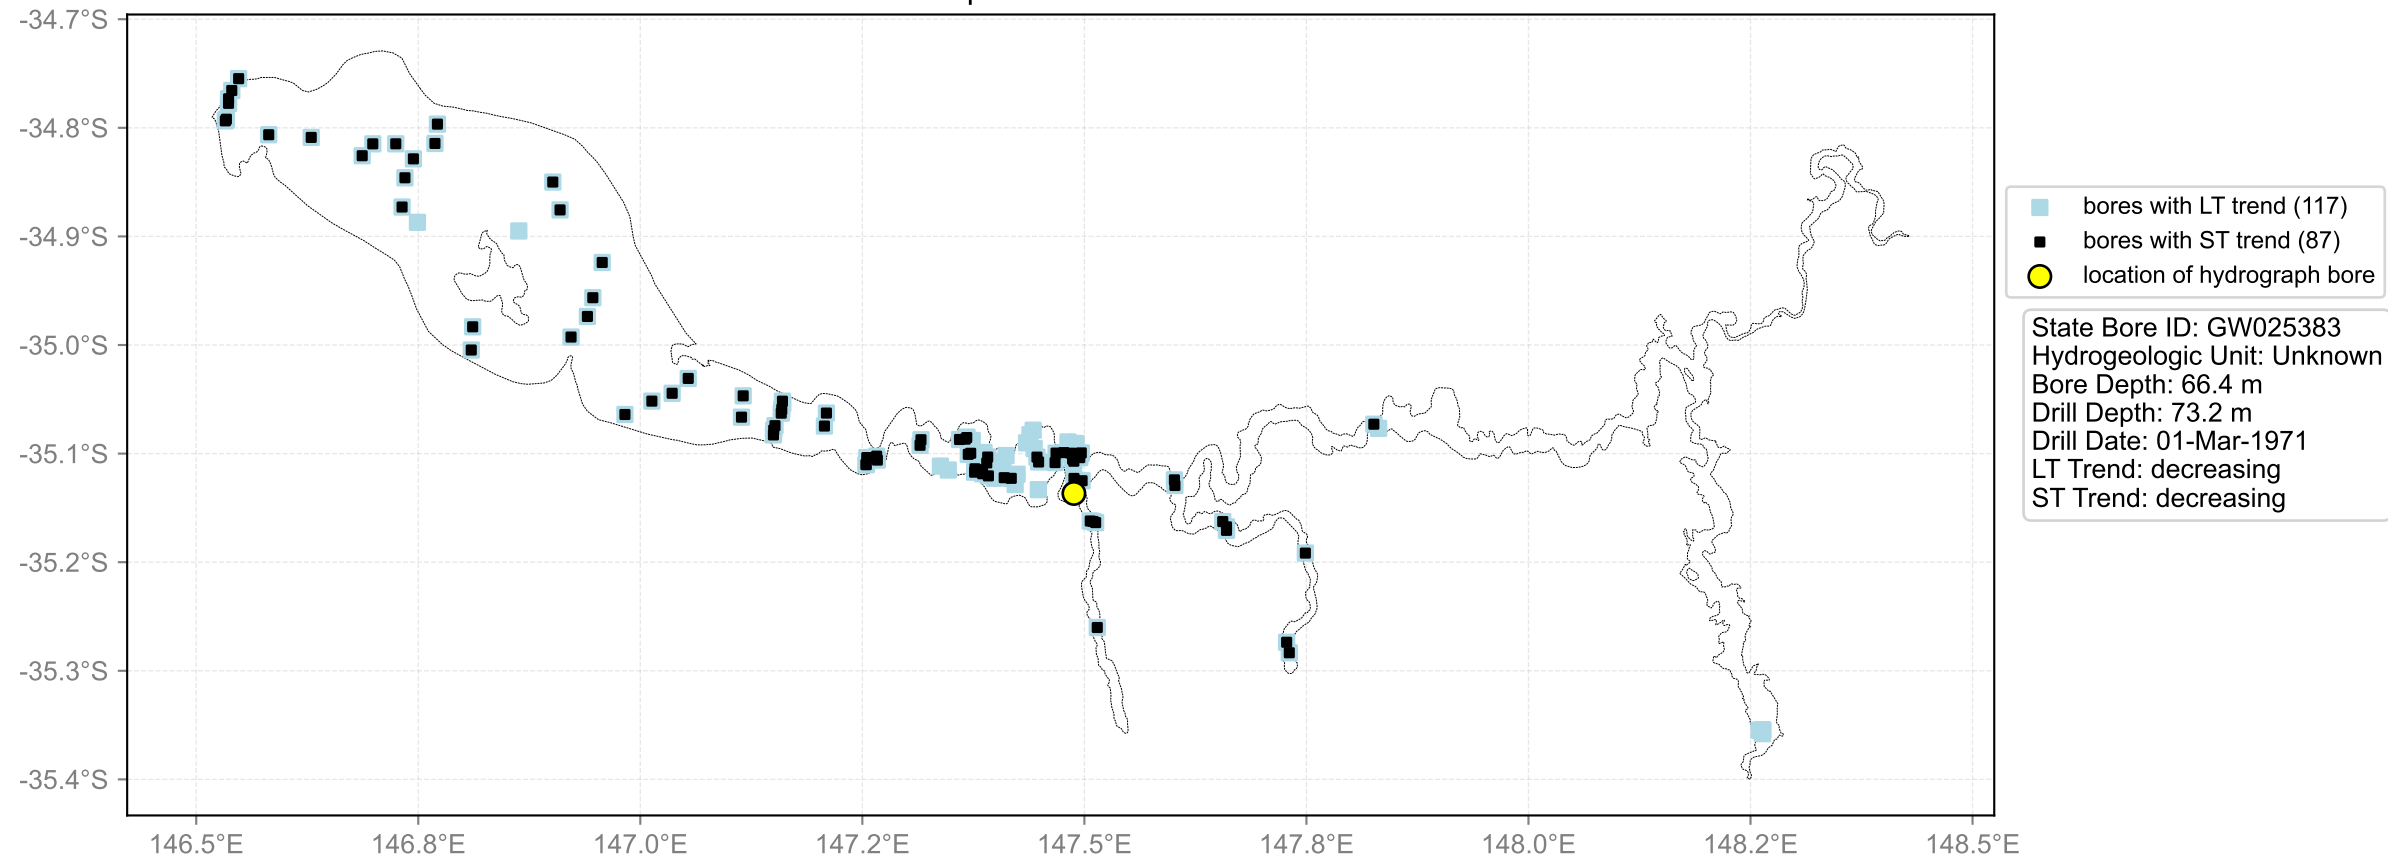 -34.7°S
-34.8°S
-34.9°S
-35.0°S
-35.1°S
-35.2°S
-35.3°S
-35.4°S
146.5°E
146.8°E
147.0°E
147.2°E
147.5°E
147.8°E
148.0°E
148.2°E
148.5°E
bores with LT trend (117)
bores with ST trend (87)
location of hydrograph bore
State Bore ID: GW025383
Hydrogeologic Unit: Unknown
Bore Depth: 66.4 m
Drill Depth: 73.2 m
Drill Date: 01-Mar-1971
LT Trend: decreasing
ST Trend: decreasing